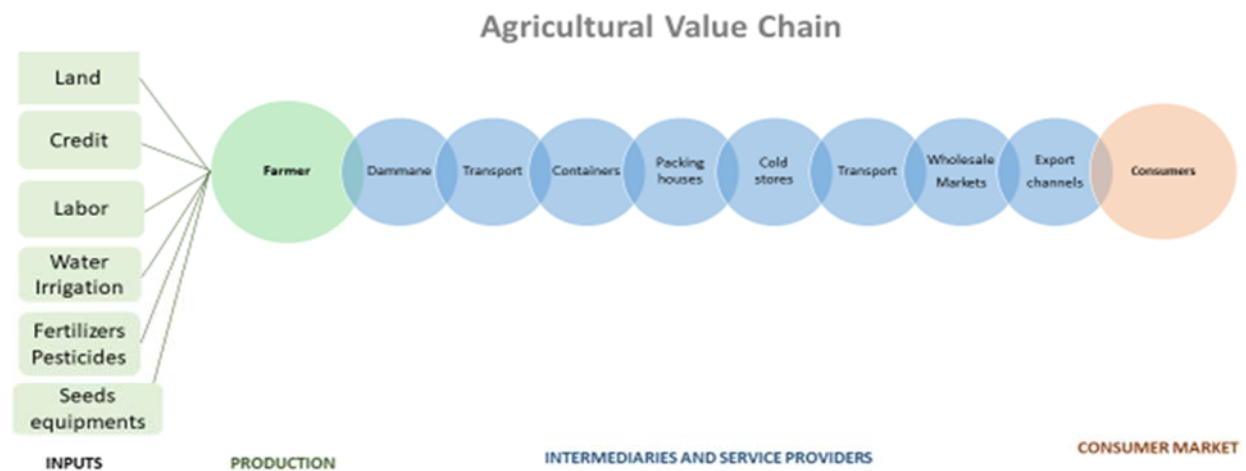 Agricultural Value Chain
Land
Credit
Labor
Water
Irrigation
Fertilizers
Pesticides
Seeds
equipments
Farmer
Dammane
Transport
Containers
Packing
houses
Cold
stores
Transport
Wholesale
Markets
Export
channels
Consumers
INPUTS
PRODUCTION
INTERMEDIARIES AND SERVICE PROVIDERS
CONSUMER MARKET